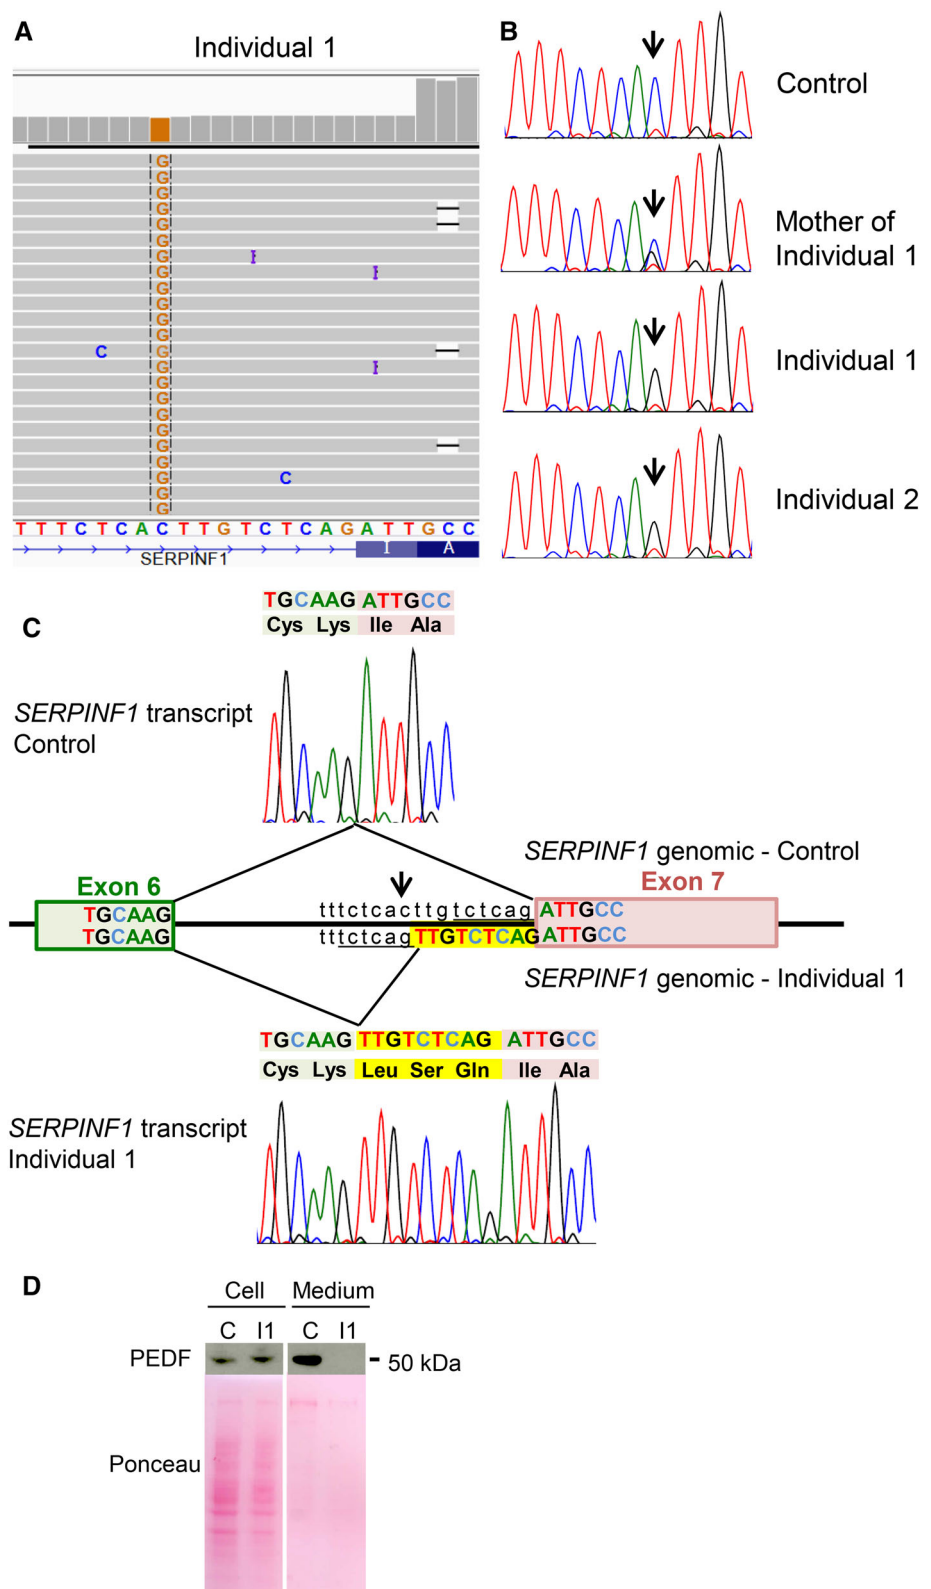 A
Individual 1
G
G
G
G
G
G
G
G
G
G
G
G
C
G
G
G
G
G
G
G
G
C
G
G
T T T C T C A C T T G T C T C A G A T T G C C
SERPINF1
I
A
B
Control
Mother of
Individual 1
Individual 1
Individual 2
C
TGCAAG ATTGCC
Cys Lys Ile Ala
SERPINF1 transcript
Control
SERPINF1 genomic - Control
Exon 6
Exon 7
TGCAAG tttctcacttgtctcag ATTGCC
TGCAAG tttctcagTTGTCTCAGATTGCC
SERPINF1 genomic - Individual 1
TGCAAG TTGTCTCAG ATTGCC
Cys Lys Leu Ser Gln Ile Ala
SERPINF1 transcript
Individual 1
D
Cell Medium
C I1 C I1
PEDF
50 kDa
Ponceau